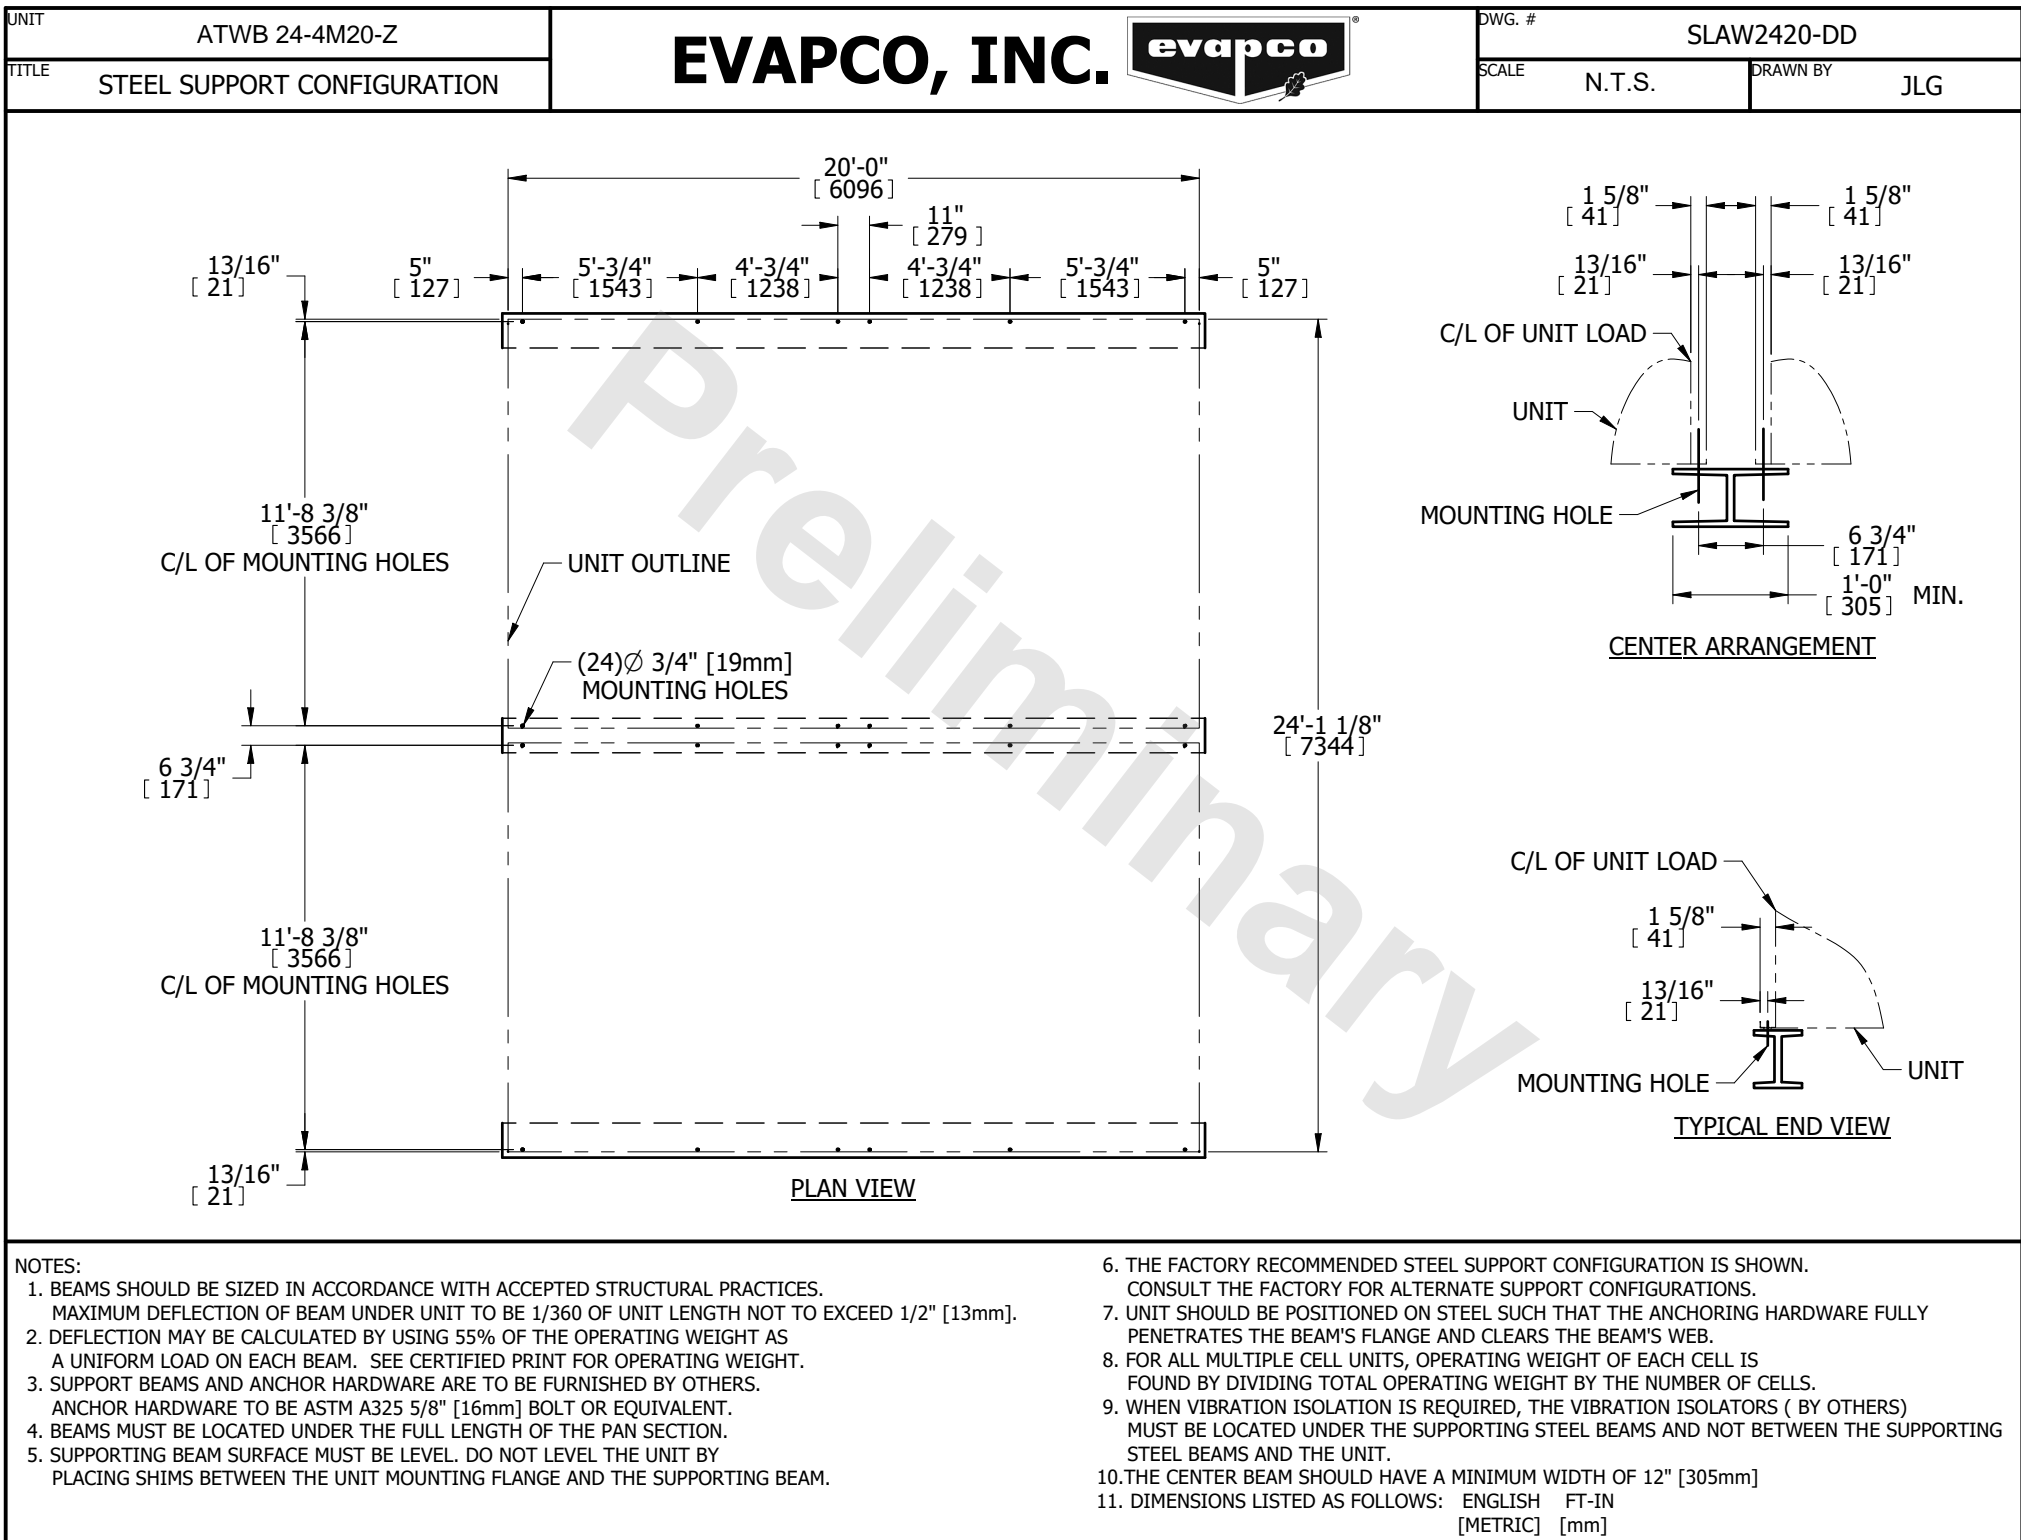 UNIT
ATWB 24-4M20-Z
TITLE
STEEL SUPPORT CONFIGURATION
EVAPCO, INC.
evapco
®
DWG. #
SLAW2420-DD
SCALE
N.T.S.
DRAWN BY
JLG
20'-0"
[ 6096 ]
11"
[ 279 ]
13/16"
[ 21 ]
5"
[ 127 ]
5'-3/4"
[ 1543 ]
4'-3/4"
[ 1238 ]
4'-3/4"
[ 1238 ]
5'-3/4"
[ 1543 ]
5"
[ 127 ]
11'-8 3/8"
[ 3566 ]
C/L OF MOUNTING HOLES
UNIT OUTLINE
(24)Ø 3/4" [19mm]
MOUNTING HOLES
6 3/4"
[ 171 ]
24'-1 1/8"
[ 7344 ]
11'-8 3/8"
[ 3566 ]
C/L OF MOUNTING HOLES
13/16"
[ 21 ]
PLAN VIEW
Preliminary
1 5/8"
[ 41 ]
1 5/8"
[ 41 ]
13/16"
[ 21 ]
13/16"
[ 21 ]
C/L OF UNIT LOAD
UNIT
MOUNTING HOLE
6 3/4"
[ 171 ]
1'-0"
[ 305 ]
MIN.
CENTER ARRANGEMENT
C/L OF UNIT LOAD
1 5/8"
[ 41 ]
13/16"
[ 21 ]
MOUNTING HOLE
UNIT
TYPICAL END VIEW
NOTES:
1. BEAMS SHOULD BE SIZED IN ACCORDANCE WITH ACCEPTED STRUCTURAL PRACTICES.
MAXIMUM DEFLECTION OF BEAM UNDER UNIT TO BE 1/360 OF UNIT LENGTH NOT TO EXCEED 1/2" [13mm].
2. DEFLECTION MAY BE CALCULATED BY USING 55% OF THE OPERATING WEIGHT AS
A UNIFORM LOAD ON EACH BEAM. SEE CERTIFIED PRINT FOR OPERATING WEIGHT.
3. SUPPORT BEAMS AND ANCHOR HARDWARE ARE TO BE FURNISHED BY OTHERS.
ANCHOR HARDWARE TO BE ASTM A325 5/8" [16mm] BOLT OR EQUIVALENT.
4. BEAMS MUST BE LOCATED UNDER THE FULL LENGTH OF THE PAN SECTION.
5. SUPPORTING BEAM SURFACE MUST BE LEVEL. DO NOT LEVEL THE UNIT BY
PLACING SHIMS BETWEEN THE UNIT MOUNTING FLANGE AND THE SUPPORTING BEAM.
6. THE FACTORY RECOMMENDED STEEL SUPPORT CONFIGURATION IS SHOWN.
CONSULT THE FACTORY FOR ALTERNATE SUPPORT CONFIGURATIONS.
7. UNIT SHOULD BE POSITIONED ON STEEL SUCH THAT THE ANCHORING HARDWARE FULLY
PENETRATES THE BEAM'S FLANGE AND CLEARS THE BEAM'S WEB.
8. FOR ALL MULTIPLE CELL UNITS, OPERATING WEIGHT OF EACH CELL IS
FOUND BY DIVIDING TOTAL OPERATING WEIGHT BY THE NUMBER OF CELLS.
9. WHEN VIBRATION ISOLATION IS REQUIRED, THE VIBRATION ISOLATORS ( BY OTHERS)
MUST BE LOCATED UNDER THE SUPPORTING STEEL BEAMS AND NOT BETWEEN THE SUPPORTING
STEEL BEAMS AND THE UNIT.
10.THE CENTER BEAM SHOULD HAVE A MINIMUM WIDTH OF 12" [305mm]
11. DIMENSIONS LISTED AS FOLLOWS: ENGLISH FT-IN
[METRIC] [mm]